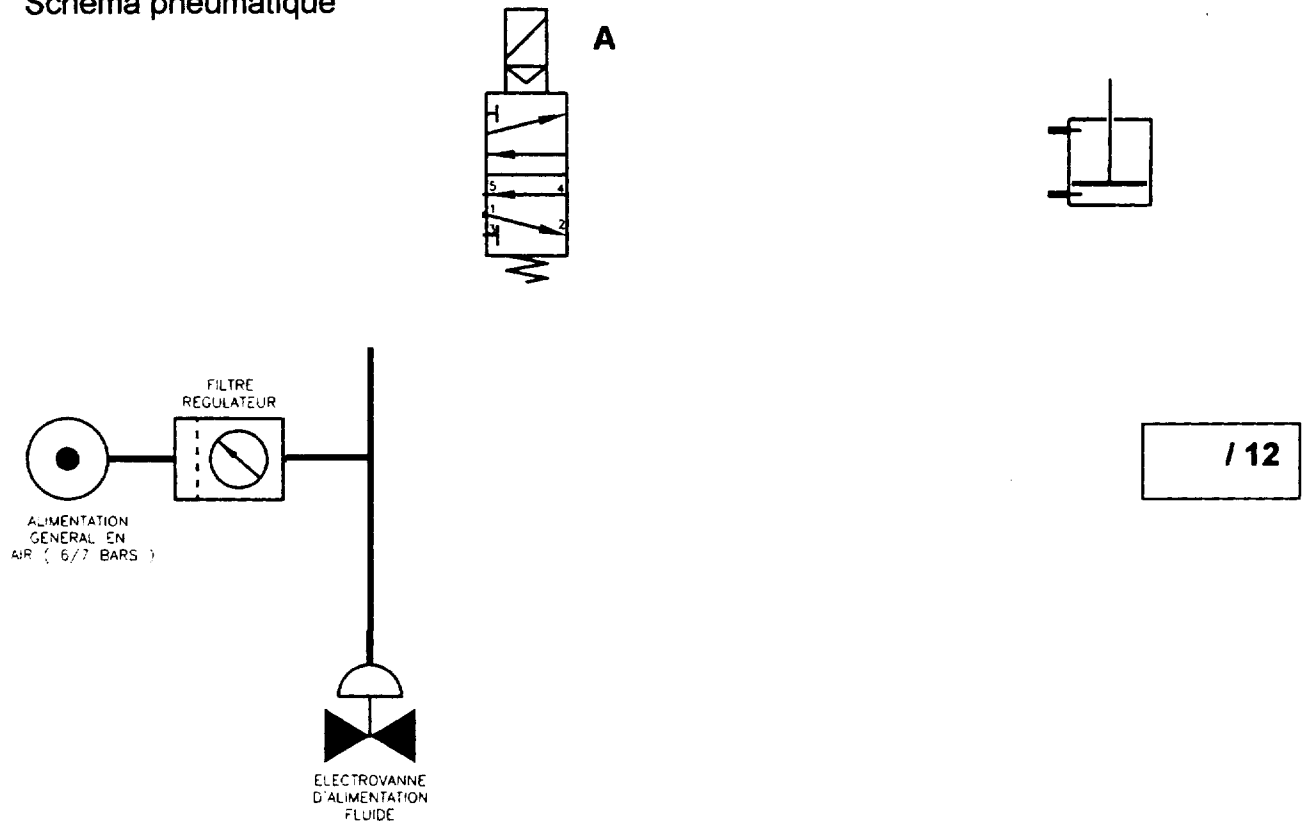 Schéma pneumatique
A
5 4
1
3 2
FILTRE
REGULATEUR
/ 12
ALIMENTATION
GENERAL EN
AIR ( 6/7 BARS )
ELECTROVANNE
D'ALIMENTATION
FLUIDE